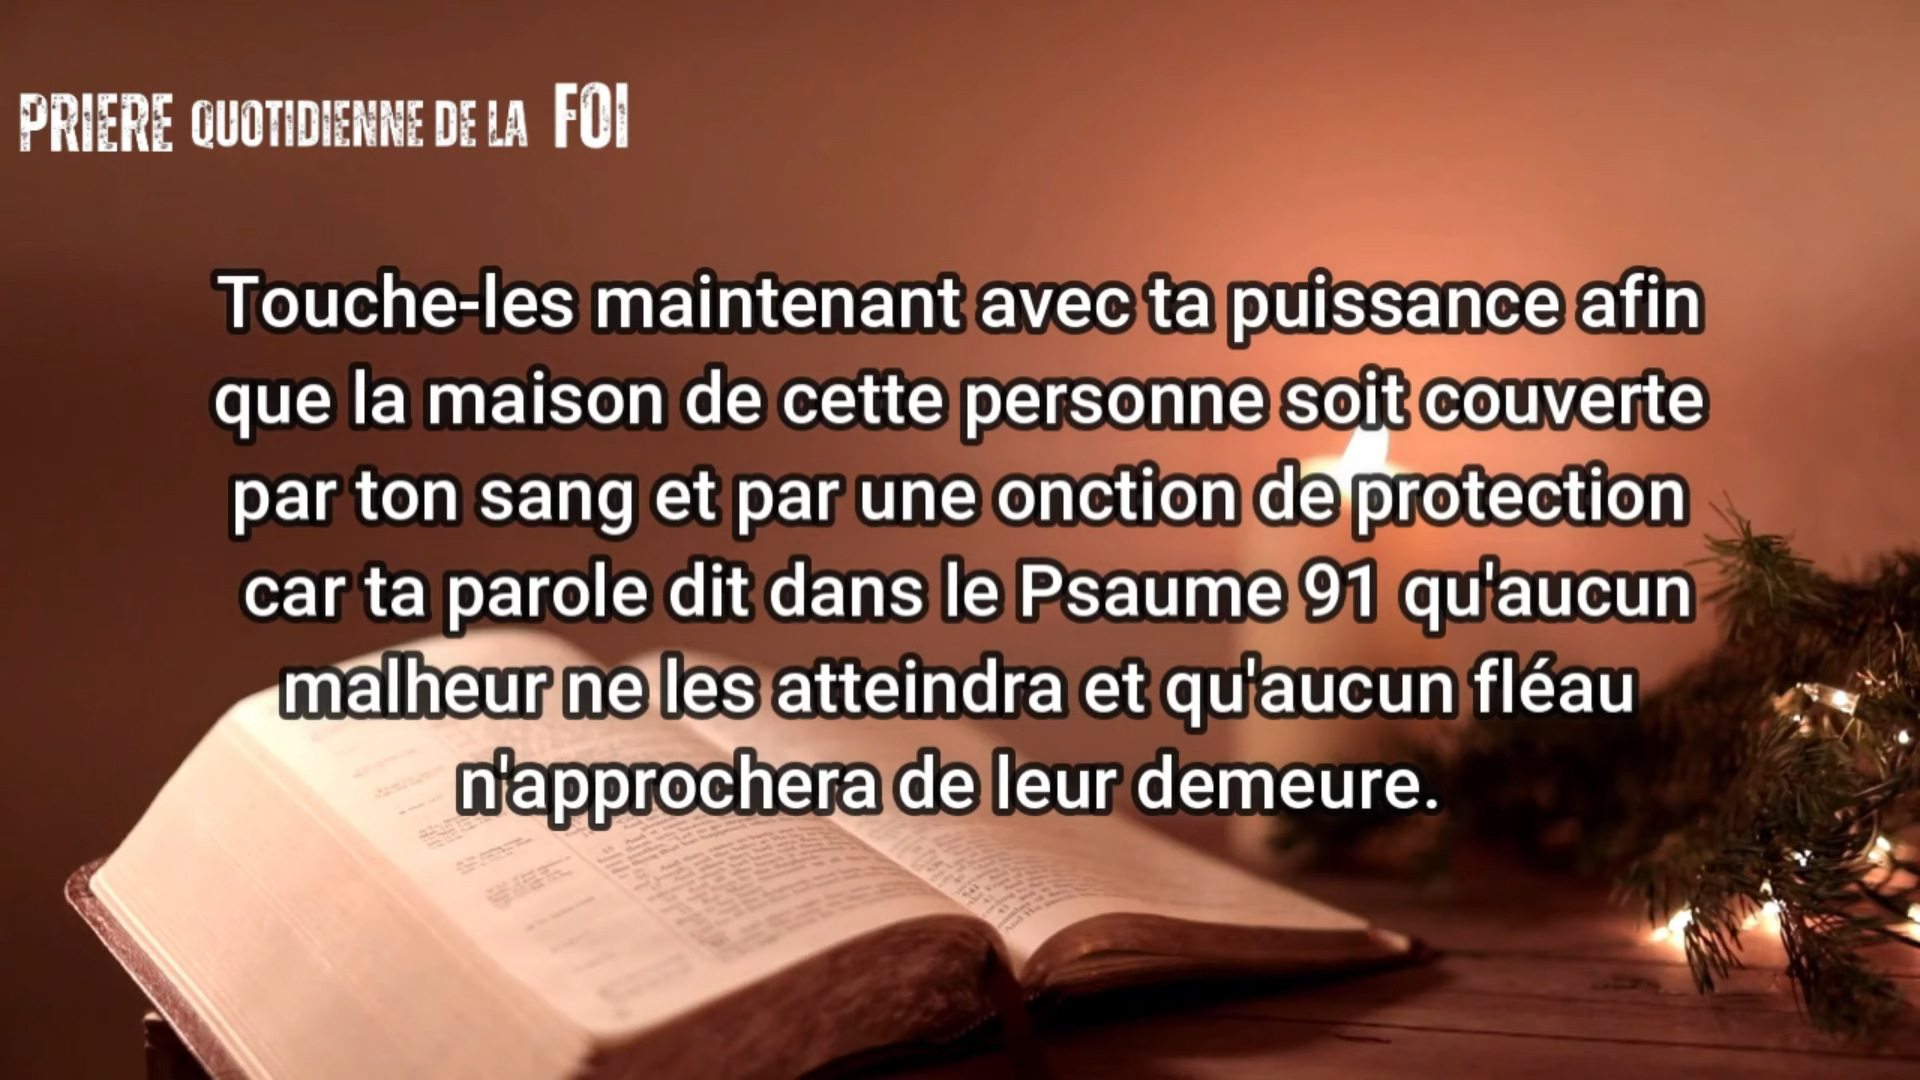 PRIERE QUOTIDIENNE DE LA FOI
Touche-les maintenant avec ta puissance afin
que la maison de cette personne soit couverte
par ton sang et par une onction de protection
car ta parole dit dans le Psaume 91 qu'aucun
malheur ne les atteindra et qu'aucun fléau
n'approchera de leur demeure.